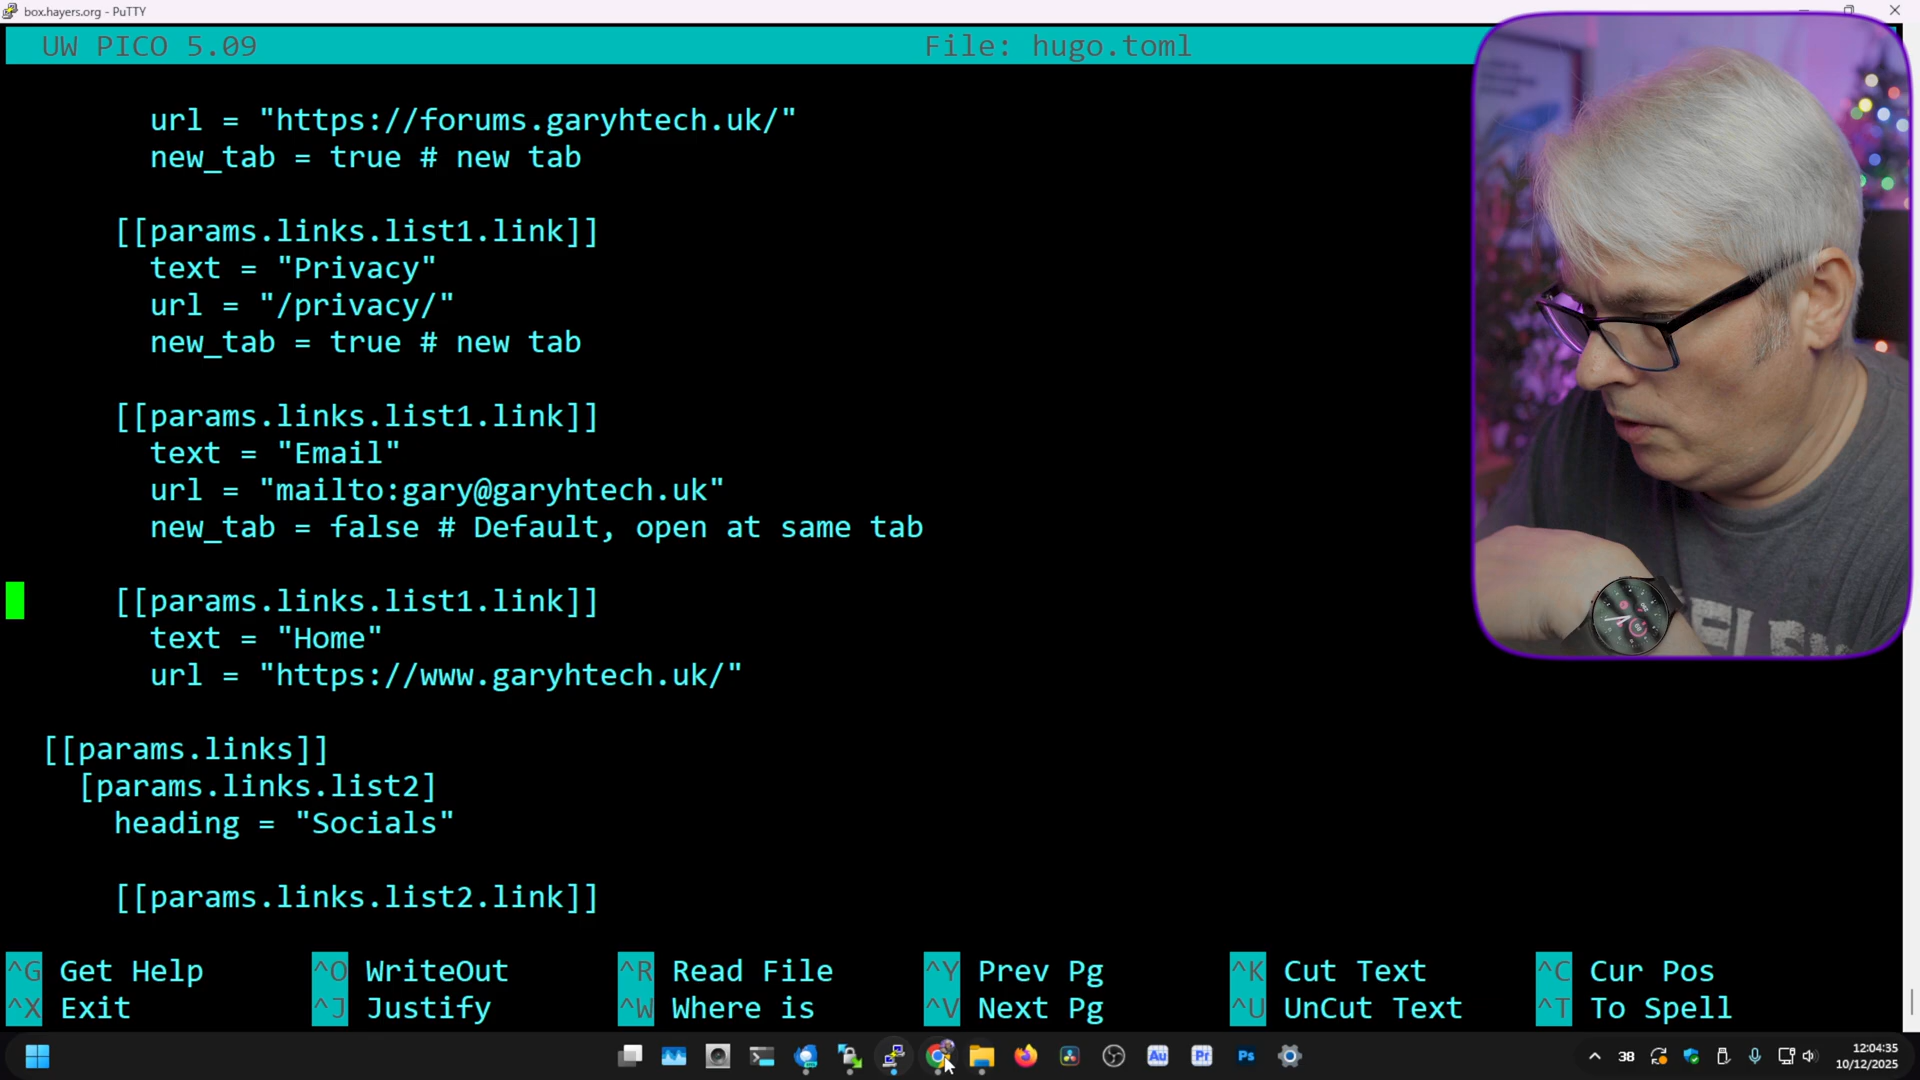 box.hayers.org - PuTTY
UW PICO 5.09 File: hugo.toml
url = "https://forums.garyhtech.uk/"
new_tab = true # new tab
[[params.links.list1.link]]
text = "Privacy"
url = "/privacy/"
new_tab = true # new tab
[[params.links.list1.link]]
text = "Email"
url = "mailto:gary@garyhtech.uk"
new_tab = false # Default, open at same tab
[[params.links.list1.link]]
text = "Home"
url = "https://www.garyhtech.uk/"
[[params.links]]
[params.links.list2]
heading = "Socials"
[[params.links.list2.link]]
^G Get Help ^O WriteOut ^R Read File ^Y Prev Pg ^K Cut Text ^C Cur Pos
^X Exit ^J Justify ^W Where is ^V Next Pg ^U UnCut Text ^T To Spell
Au Pr Ps 38 12:04:35
10/12/2025